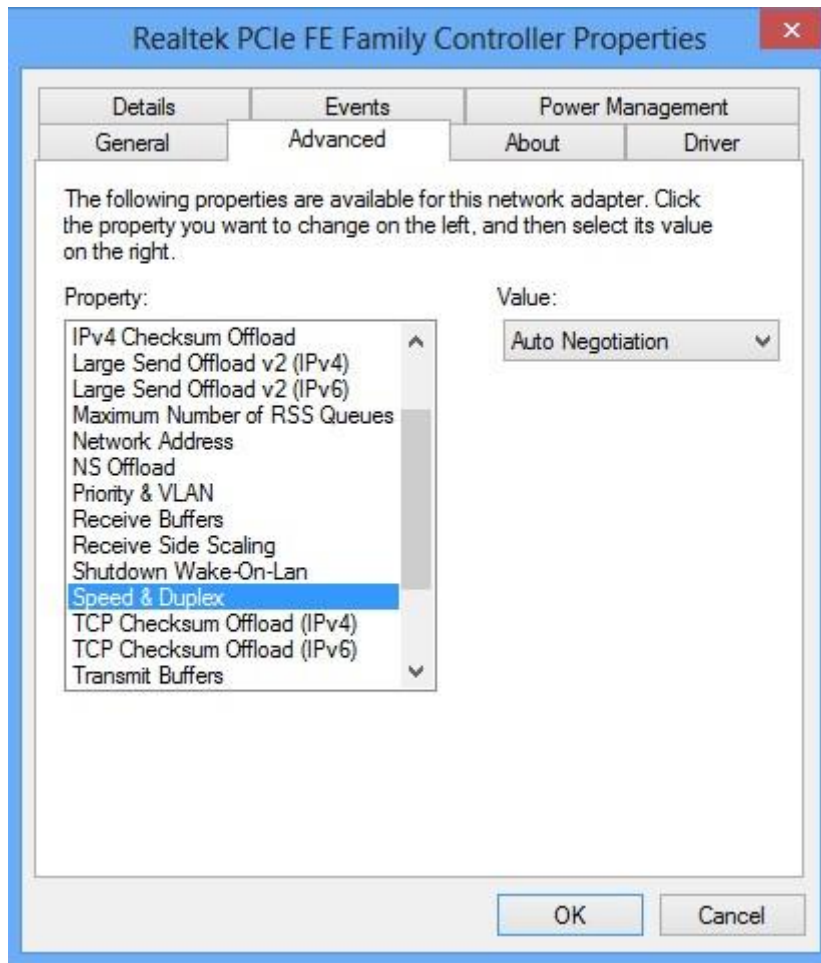 Realtek PCIe FE Family Controller Properties
Details Events Power Management
General Advanced About Driver
The following properties are available for this network adapter. Click
the property you want to change on the left, and then select its value
on the right.
Property: Value:
IPv4 Checksum Offload
Auto Negotiation
Large Send Offload v2 (IPv4)
Large Send Offload v2 (IPv6)
Maximum Number of RSS Queues
Network Address
NS Offload
Priority & VLAN
Receive Buffers
Receive Side Scaling
Shutdown Wake-On-Lan
Speed & Duplex
TCP Checksum Offload (IPv4)
TCP Checksum Offload (IPv6)
Transmit Buffers
OK Cancel